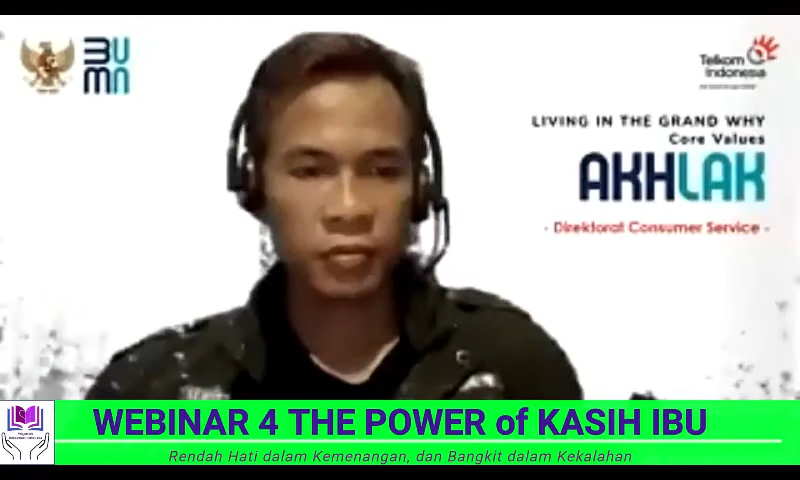 BUMN
Telkom
Indonesia
LIVING IN THE GRAND WHY
Core Values
AKHLAK
- Direktorat Consumer Service -
WEBINAR 4 THE POWER of KASIH IBU
Rendah Hati dalam Kemenangan, dan Bangkit dalam Kekalahan